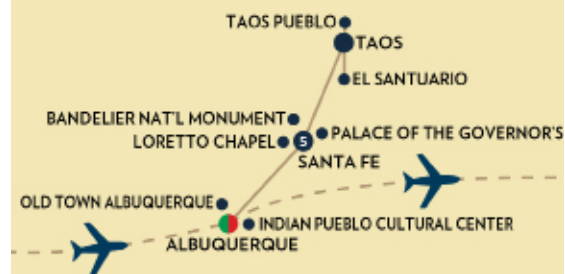 TAOS PUEBLO
TAOS
EL SANTUARIO
BANDELIER NAT'L MONUMENT
LORETTO CHAPEL
5
PALACE OF THE GOVERNOR'S
SANTA FE
OLD TOWN ALBUQUERQUE
INDIAN PUEBLO CULTURAL CENTER
ALBUQUERQUE